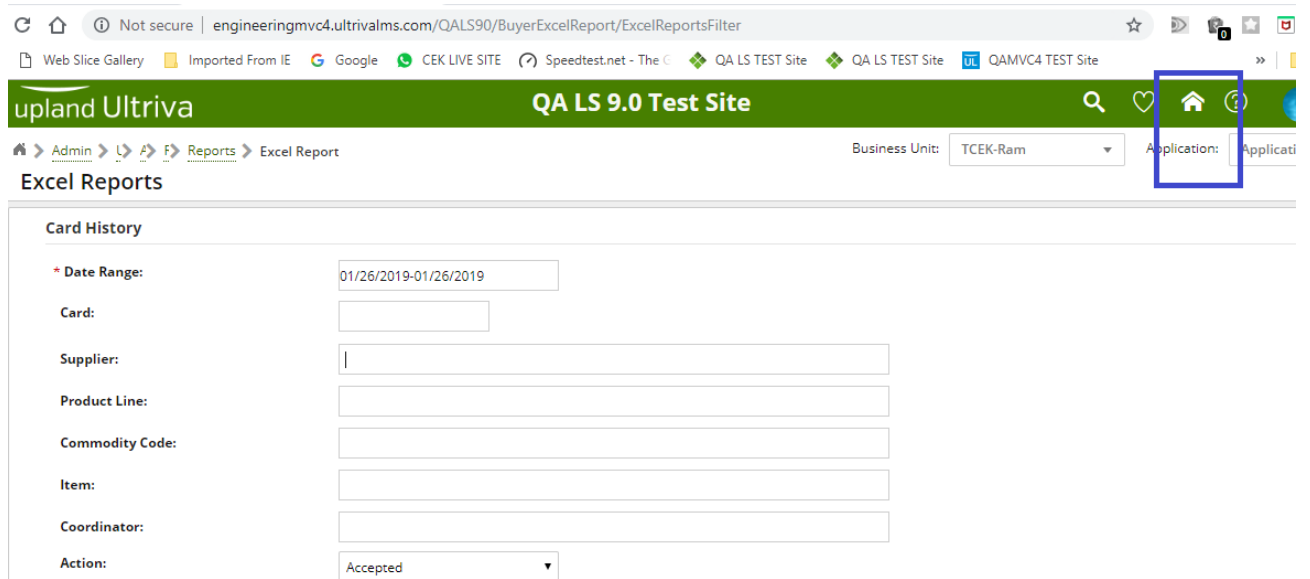 Not secure | engineeringmvc4.ultrivalms.com/QALS90/BuyerExcelReport/ExcelReportsFilter
0
Web Slice Gallery Imported From IE G Google CEK LIVE SITE Speedtest.net - The G QA LS TEST Site QA LS TEST Site UL QAMVC4 TEST Site »
upland Ultriva QA LS 9.0 Test Site ?
> Admin > L> A> F> Reports > Excel Report Business Unit: TCEK-Ram Application: Applicati
Excel Reports
Card History
* Date Range: 01/26/2019-01/26/2019
Card:
Supplier:
Product Line:
Commodity Code:
Item:
Coordinator:
Action: Accepted